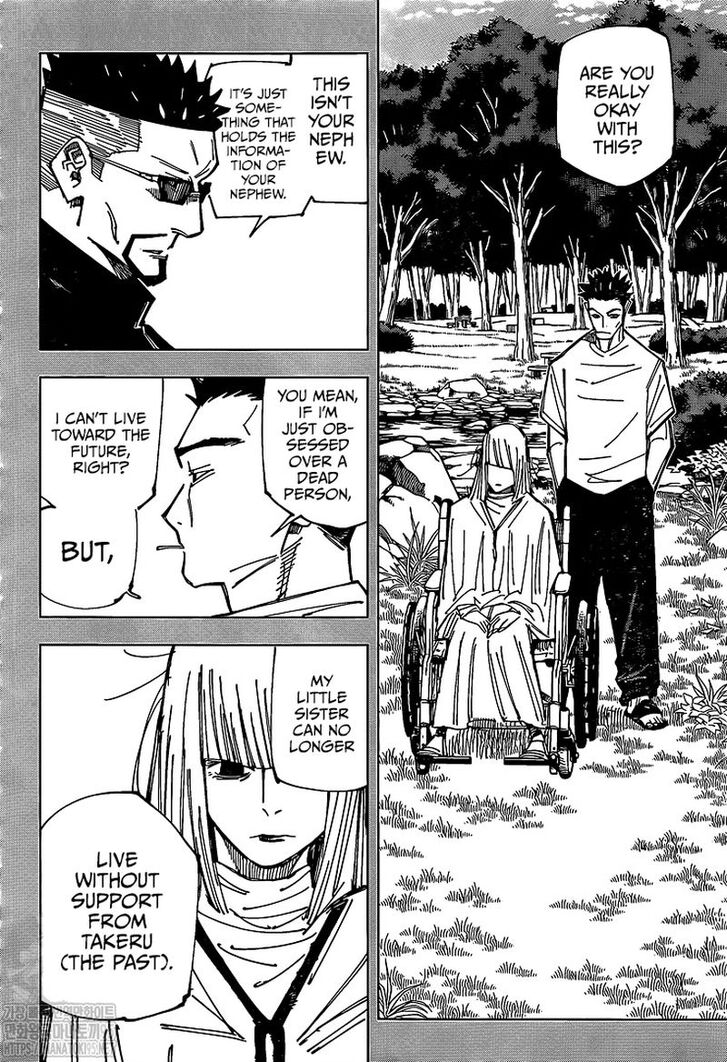 ARE YOU
REALLY
OKAY
WITH
THIS?
THIS
ISN'T
YOUR
NEPH
EW.
IT'S JUST
SOME-
THING THAT
HOLDS THE
INFORMA-
TION OF
YOUR
NEPHEW.
YOU MEAN,
IF I'M
JUST OB-
SESSED
OVER A
DEAD
PERSON,
I CAN'T LIVE
TOWARD THE
FUTURE,
RIGHT?
BUT,
MY
LITTLE
SISTER
CAN NO
LONGER
LIVE
WITHOUT
SUPPORT
FROM
TAKERU
(THE PAST).